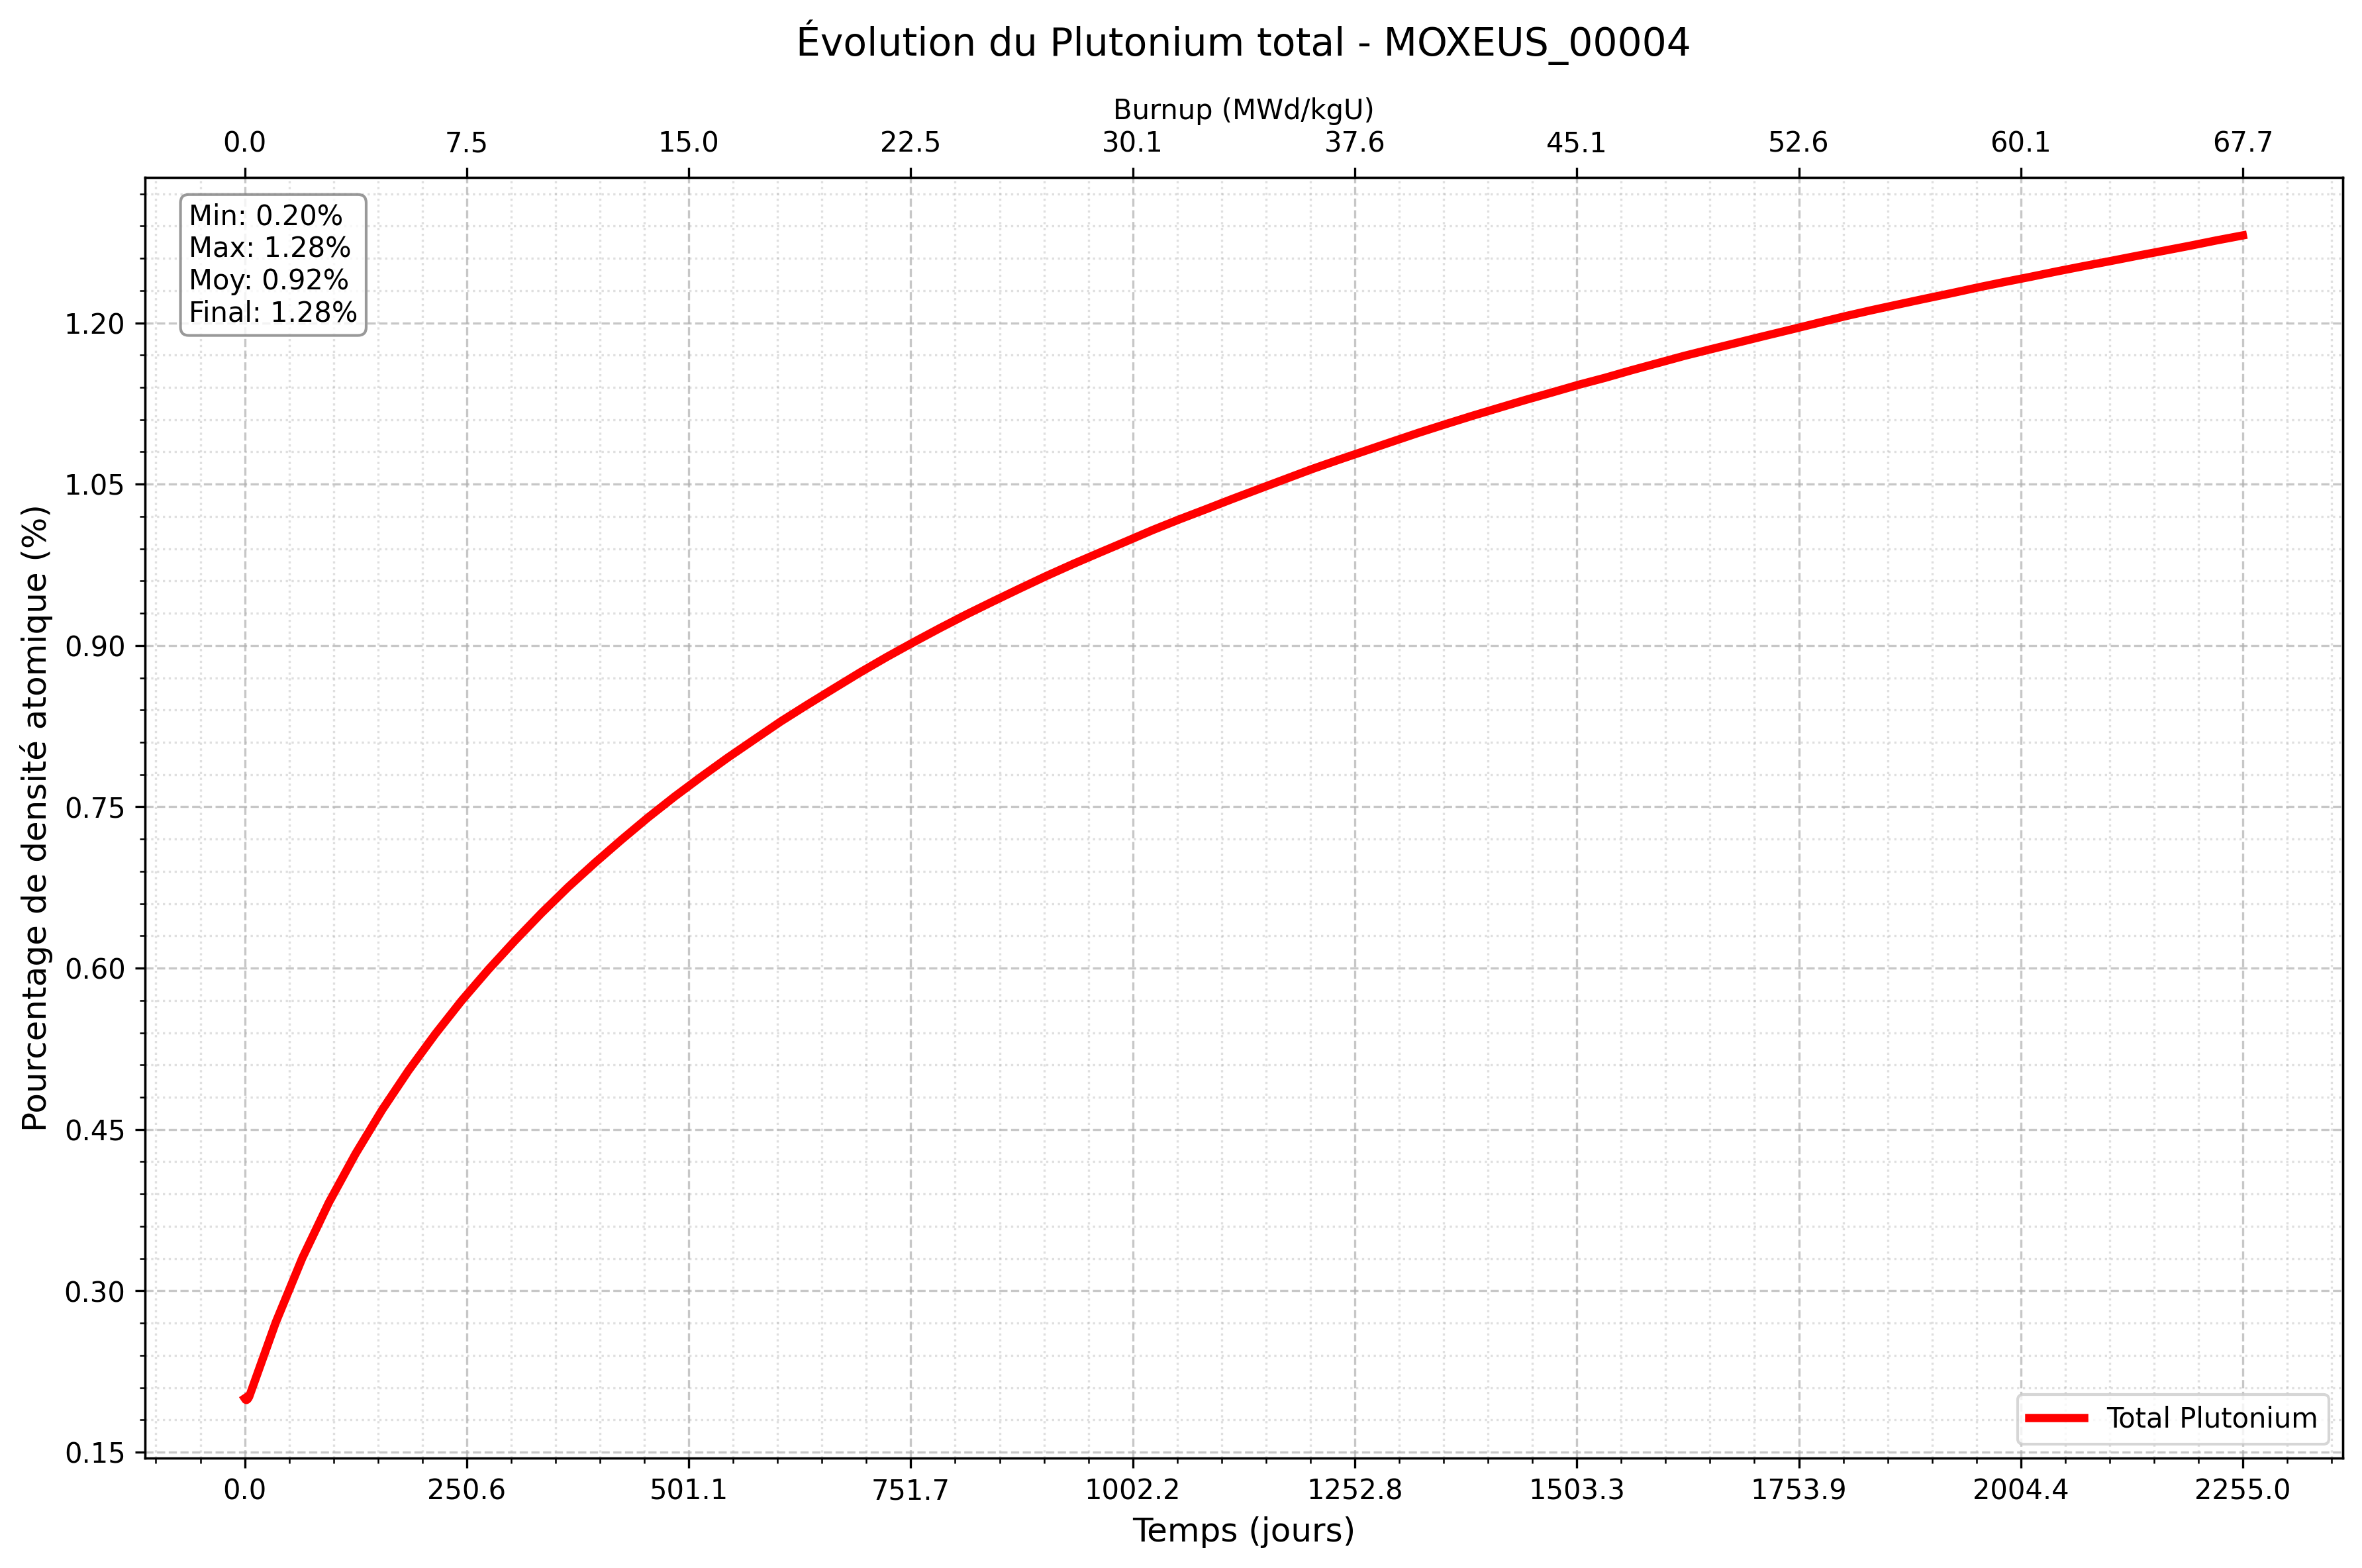 Évolution du Plutonium total - MOXEUS_00004
Burnup (MWd/kgU)
0.0 7.5 15.0 22.5 30.1 37.6 45.1 52.6 60.1 67.7
Min: 0.20%
Max: 1.28%
Moy: 0.92%
Final: 1.28%
Pourcentage de densité atomique (%)
1.20
1.05
0.90
0.75
0.60
0.45
0.30
0.15
Total Plutonium
0.0 250.6 501.1 751.7 1002.2 1252.8 1503.3 1753.9 2004.4 2255.0
Temps (jours)